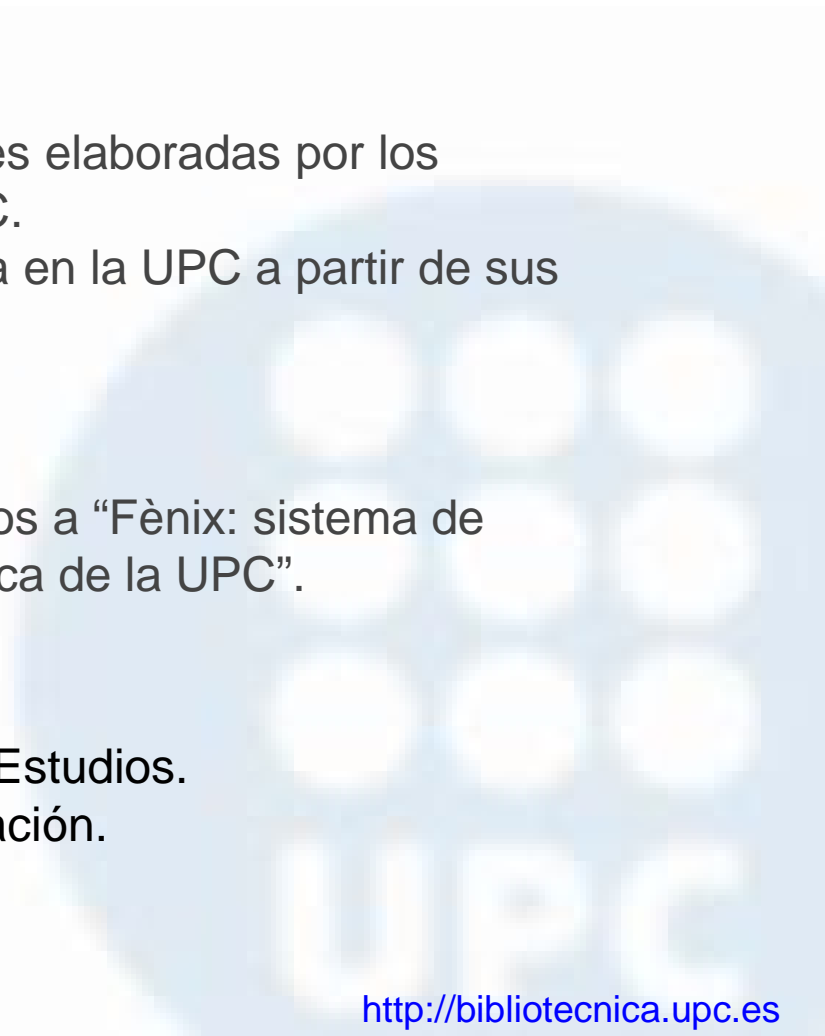 es elaboradas por los
C.
a en la UPC a partir de sus
os a “Fènix: sistema de
ca de la UPC”.
Estudios.
ación.
UPC
http://bibliotecnica.upc.es